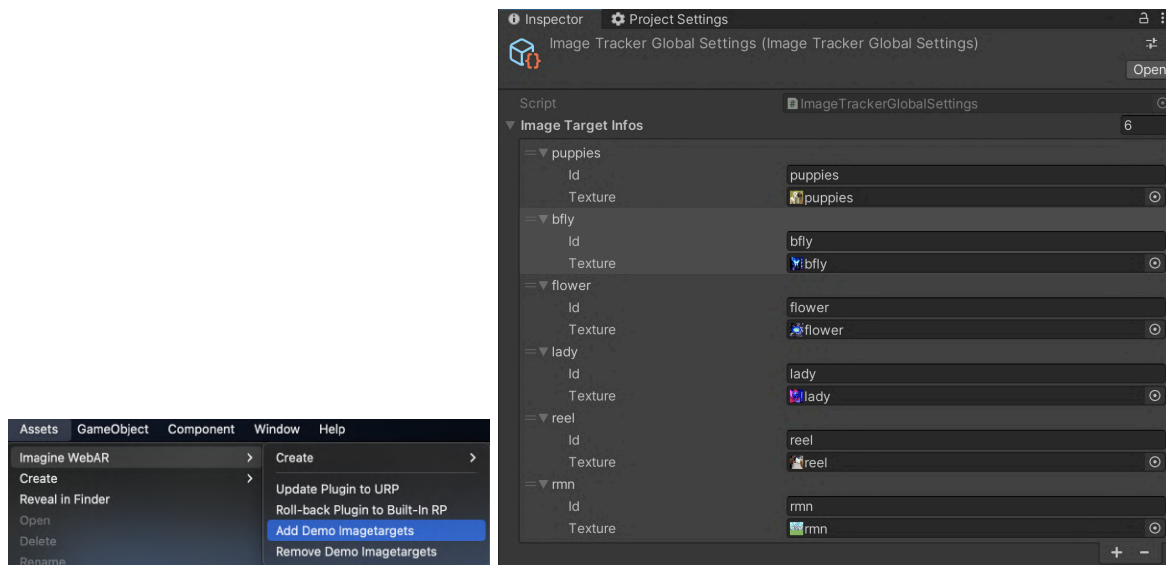 Assets GameObject Component Window Help
Imagine WebAR
Create
Reveal in Finder
Open
Delete
Rename
Create
Update Plugin to URP
Roll-back Plugin to Built-In RP
Add Demo Imagetargets
Remove Demo Imagetargets
Inspector Project Settings
Image Tracker Global Settings (Image Tracker Global Settings)
Open
Script ImageTrackerGlobalSettings
Image Target Infos 6
puppies
Id puppies
Texture puppies
bfly
Id bfly
Texture bfly
flower
Id flower
Texture flower
lady
Id lady
Texture lady
reel
Id reel
Texture reel
rmn
Id rmn
Texture rmn